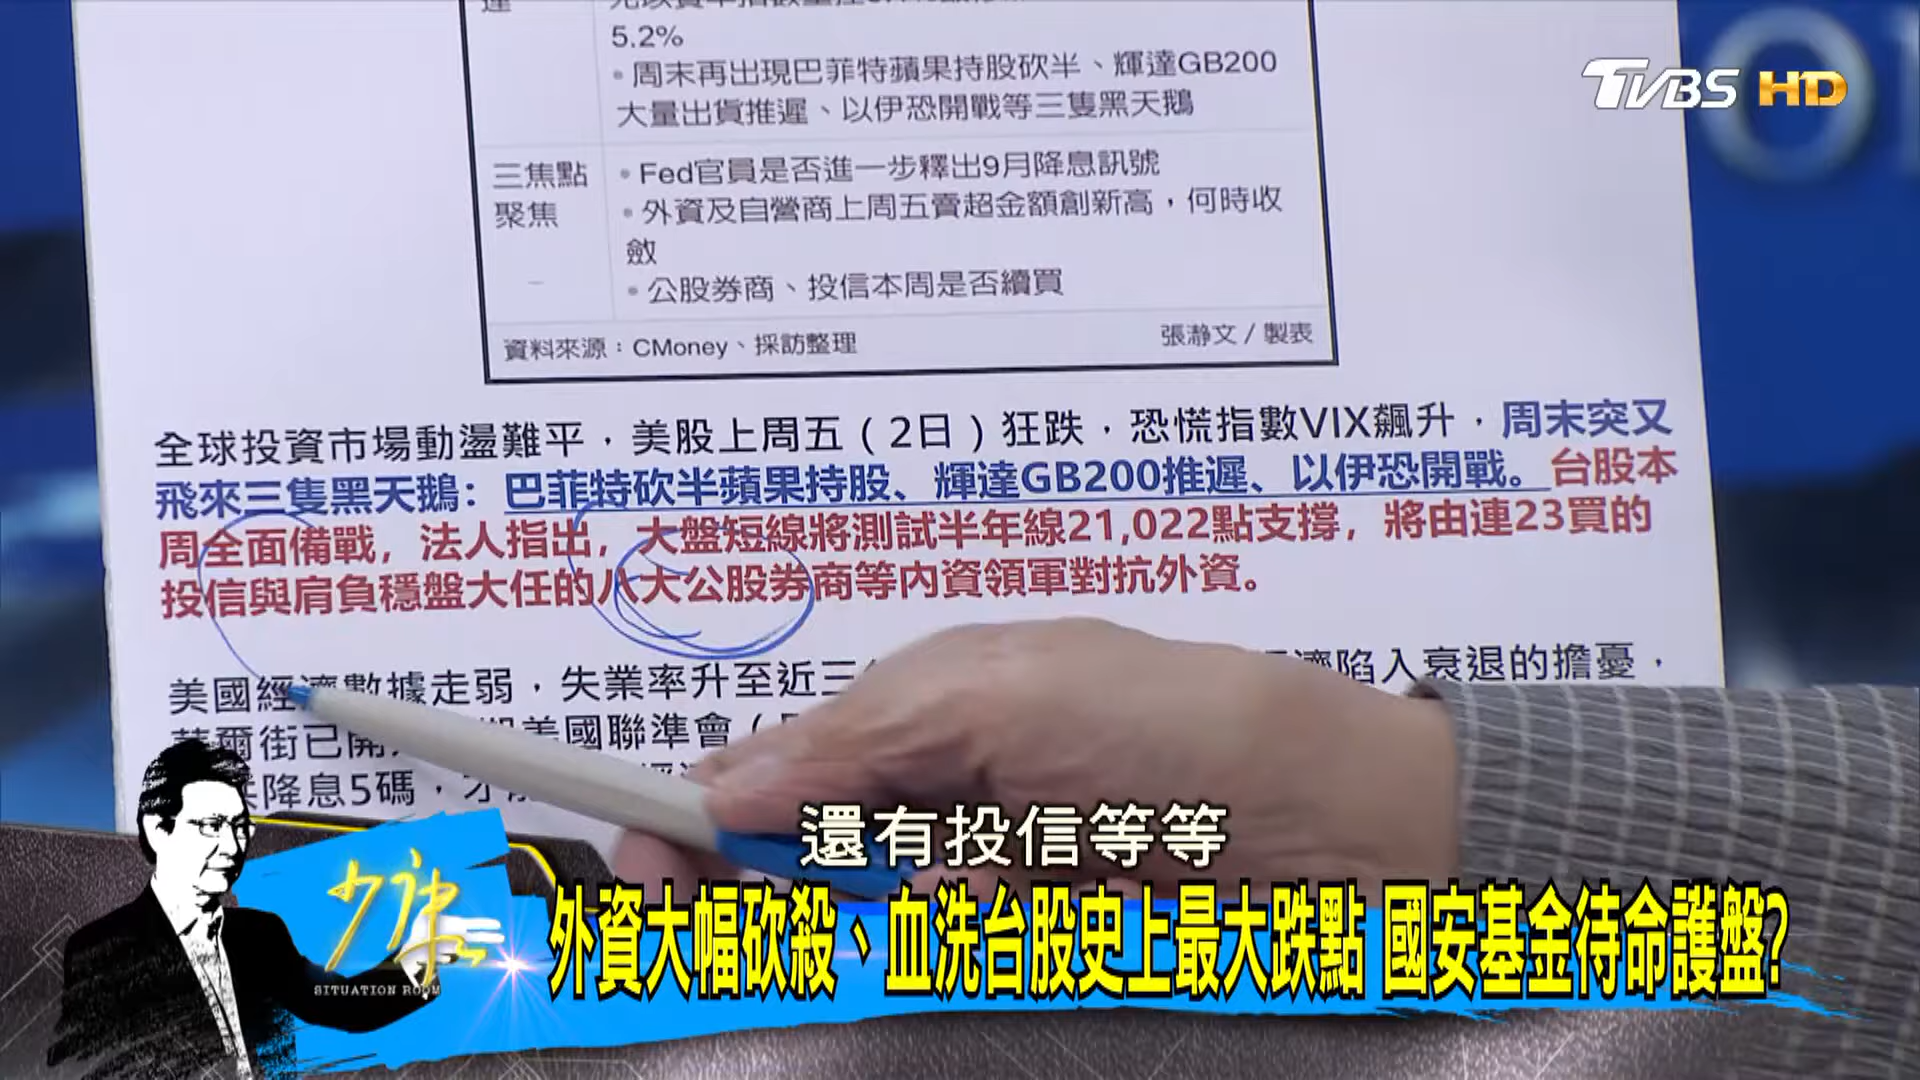 5.2%
•周末再出現巴菲特蘋果持股砍半、輝達GB200
大量出貨推遲、以伊恐開戰等三隻黑天鵝
三焦點
聚焦
•Fed官員是否進一步釋出9月降息訊號
•外資及自營商上周五賣超金額創新高，何時收
斂
•公股券商、投信本周是否續買
資料來源：CMoney、採訪整理
張瀞文/製表
TVBS HD
全球投資市場動盪難平，美股上周五（2日）狂跌，恐慌指數VIX飆升，周末突又
飛來三隻黑天鵝：巴菲特砍半蘋果持股、輝達GB200推遲、以伊恐開戰。台股本
周全面備戰，法人指出，大盤短線將測試半年線21,022點支撐，將由連23買的
投信與肩負穩盤大任的八大公股券商等內資領軍對抗外資。
美國經濟數據走弱，失業率升至近三 濟陷入衰退的擔憂，
爾街已開 美國聯準會（
降息5碼，才
還有投信等等
外資大幅砍殺、血洗台股史上最大跌點 國安基金待命護盤?
少康
SITUATION ROOM